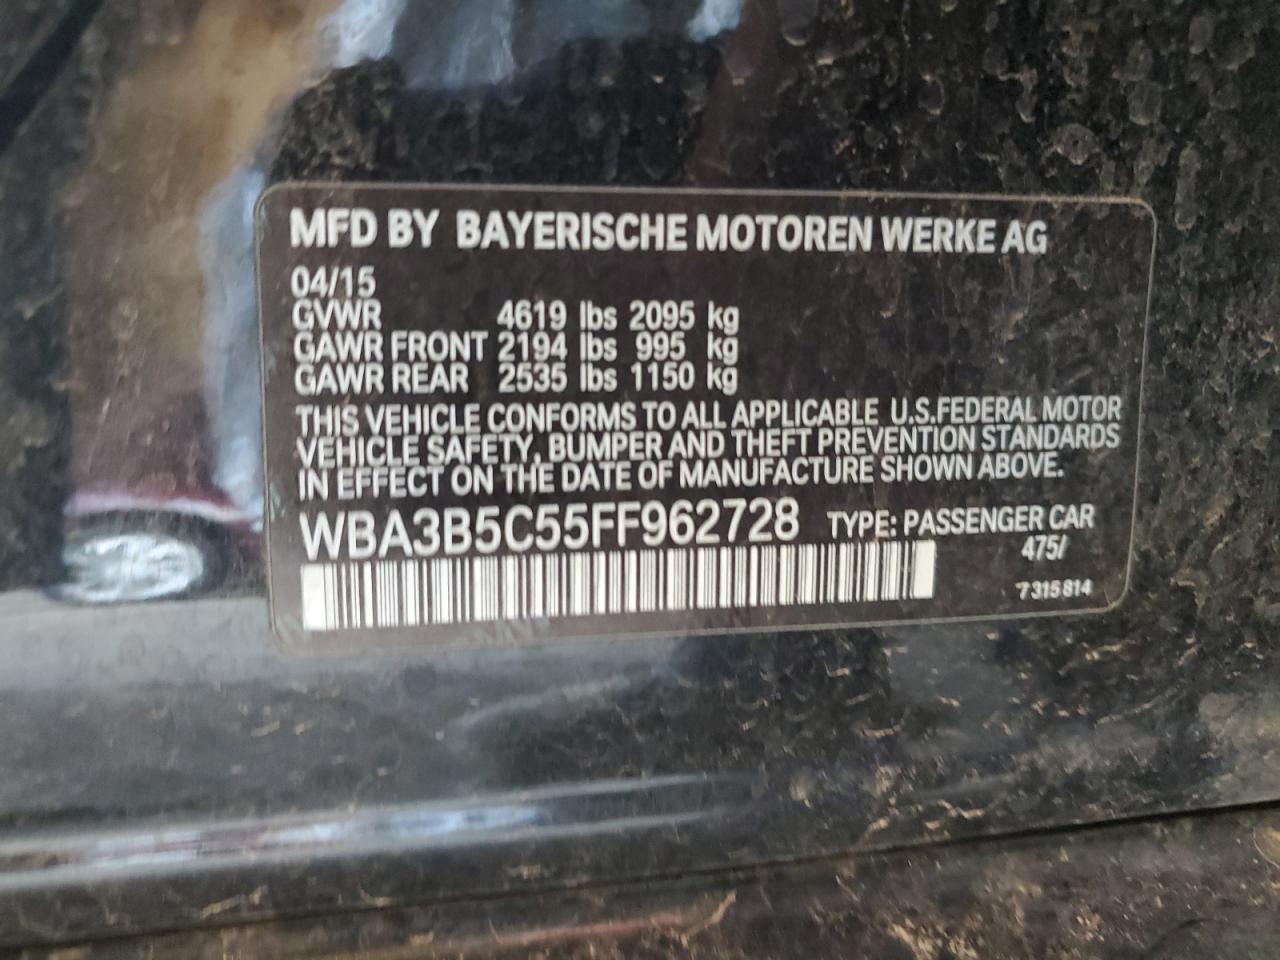 MFD BY BAYERISCHE MOTOREN WERKE AG
04/15
GVWR 4619 lbs 2095 kg
GAWR FRONT 2194 lbs 995 kg
GAWR REAR 2535 lbs 1150 kg
THIS VEHICLE CONFORMS TO ALL APPLICABLE U.S.FEDERAL MOTOR
VEHICLE SAFETY, BUMPER AND THEFT PREVENTION STANDARDS
IN EFFECT ON THE DATE OF MANUFACTURE SHOWN ABOVE.
WBA3B5C55FF962728 TYPE: PASSENGER CAR
475/
7 315 814